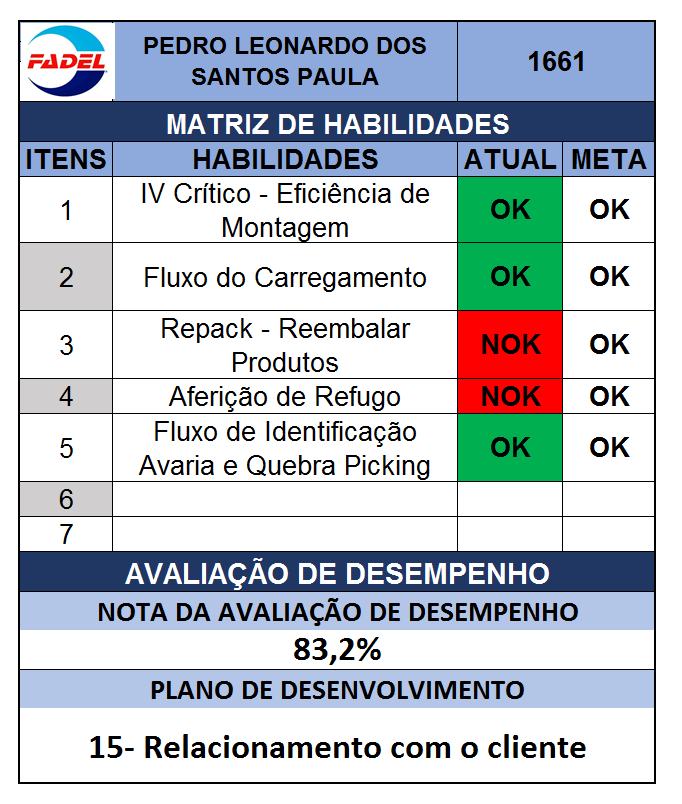 FADEL
PEDRO LEONARDO DOS
SANTOS PAULA
1661
MATRIZ DE HABILIDADES
ITENS HABILIDADES ATUAL META
1 IV Crítico - Eficiência de
Montagem OK OK
2 Fluxo do Carregamento OK OK
3 Repack - Reembalar
Produtos NOK OK
4 Aferição de Refugo NOK OK
5 Fluxo de Identificação
Avaria e Quebra Picking OK OK
6
7
AVALIAÇÃO DE DESEMPENHO
NOTA DA AVALIAÇÃO DE DESEMPENHO
83,2%
PLANO DE DESENVOLVIMENTO
15- Relacionamento com o cliente